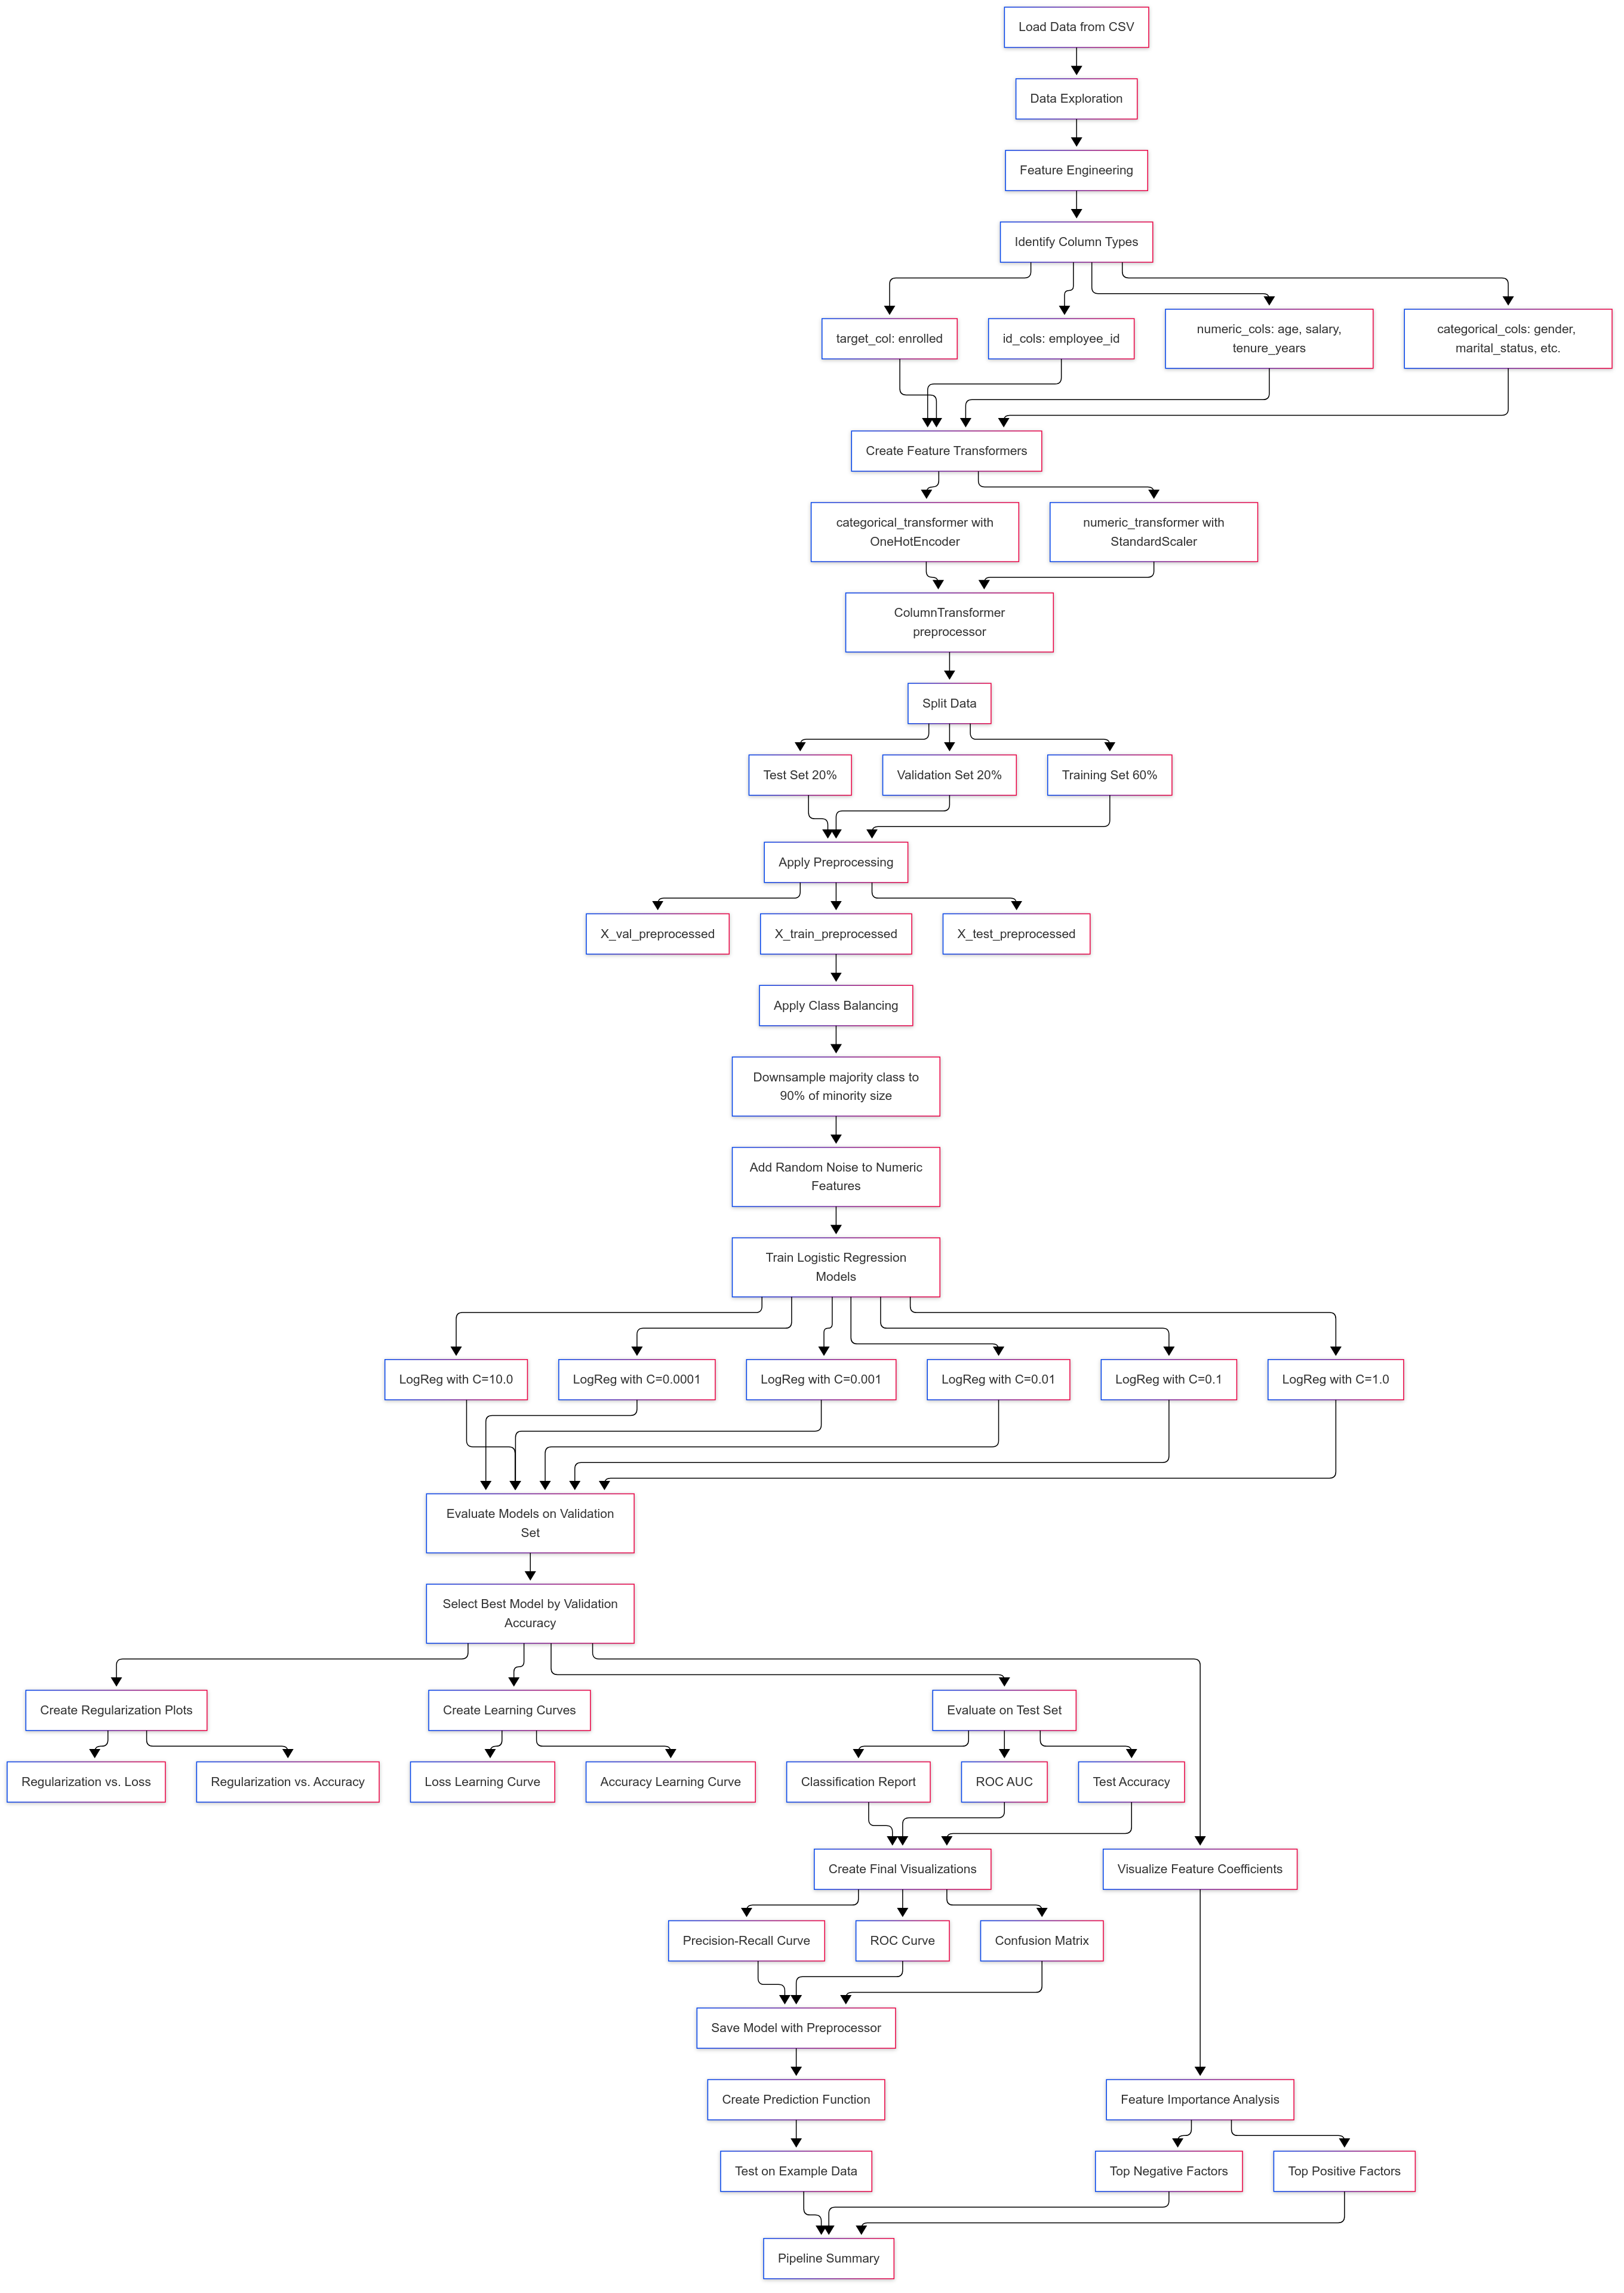 Load Data from CSV
Data Exploration
Feature Engineering
Identify Column Types
target_col: enrolled
id_cols: employee_id
numeric_cols: age, salary,
tenure_years
categorical_cols: gender,
marital_status, etc.
Create Feature Transformers
categorical_transformer with
OneHotEncoder
numeric_transformer with
StandardScaler
ColumnTransformer
preprocessor
Split Data
Test Set 20%
Validation Set 20%
Training Set 60%
Apply Preprocessing
X_val_preprocessed
X_train_preprocessed
X_test_preprocessed
Apply Class Balancing
Downsample majority class to
90% of minority size
Add Random Noise to Numeric
Features
Train Logistic Regression
Models
LogReg with C=10.0
LogReg with C=0.0001
LogReg with C=0.001
LogReg with C=0.01
LogReg with C=0.1
LogReg with C=1.0
Evaluate Models on Validation
Set
Select Best Model by Validation
Accuracy
Create Regularization Plots
Create Learning Curves
Evaluate on Test Set
Regularization vs. Loss
Regularization vs. Accuracy
Loss Learning Curve
Accuracy Learning Curve
Classification Report
ROC AUC
Test Accuracy
Create Final Visualizations
Visualize Feature Coefficients
Precision-Recall Curve
ROC Curve
Confusion Matrix
Save Model with Preprocessor
Create Prediction Function
Feature Importance Analysis
Test on Example Data
Top Negative Factors
Top Positive Factors
Pipeline Summary